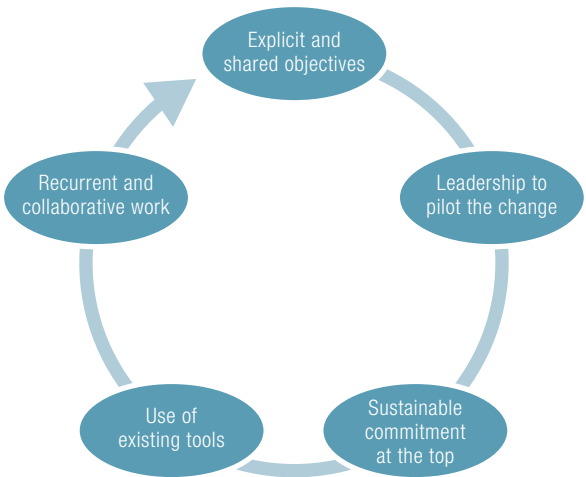 Explicit and
shared objectives
Leadership to
pilot the change
Sustainable
commitment
at the top
Use of
existing tools
Recurrent and
collaborative work